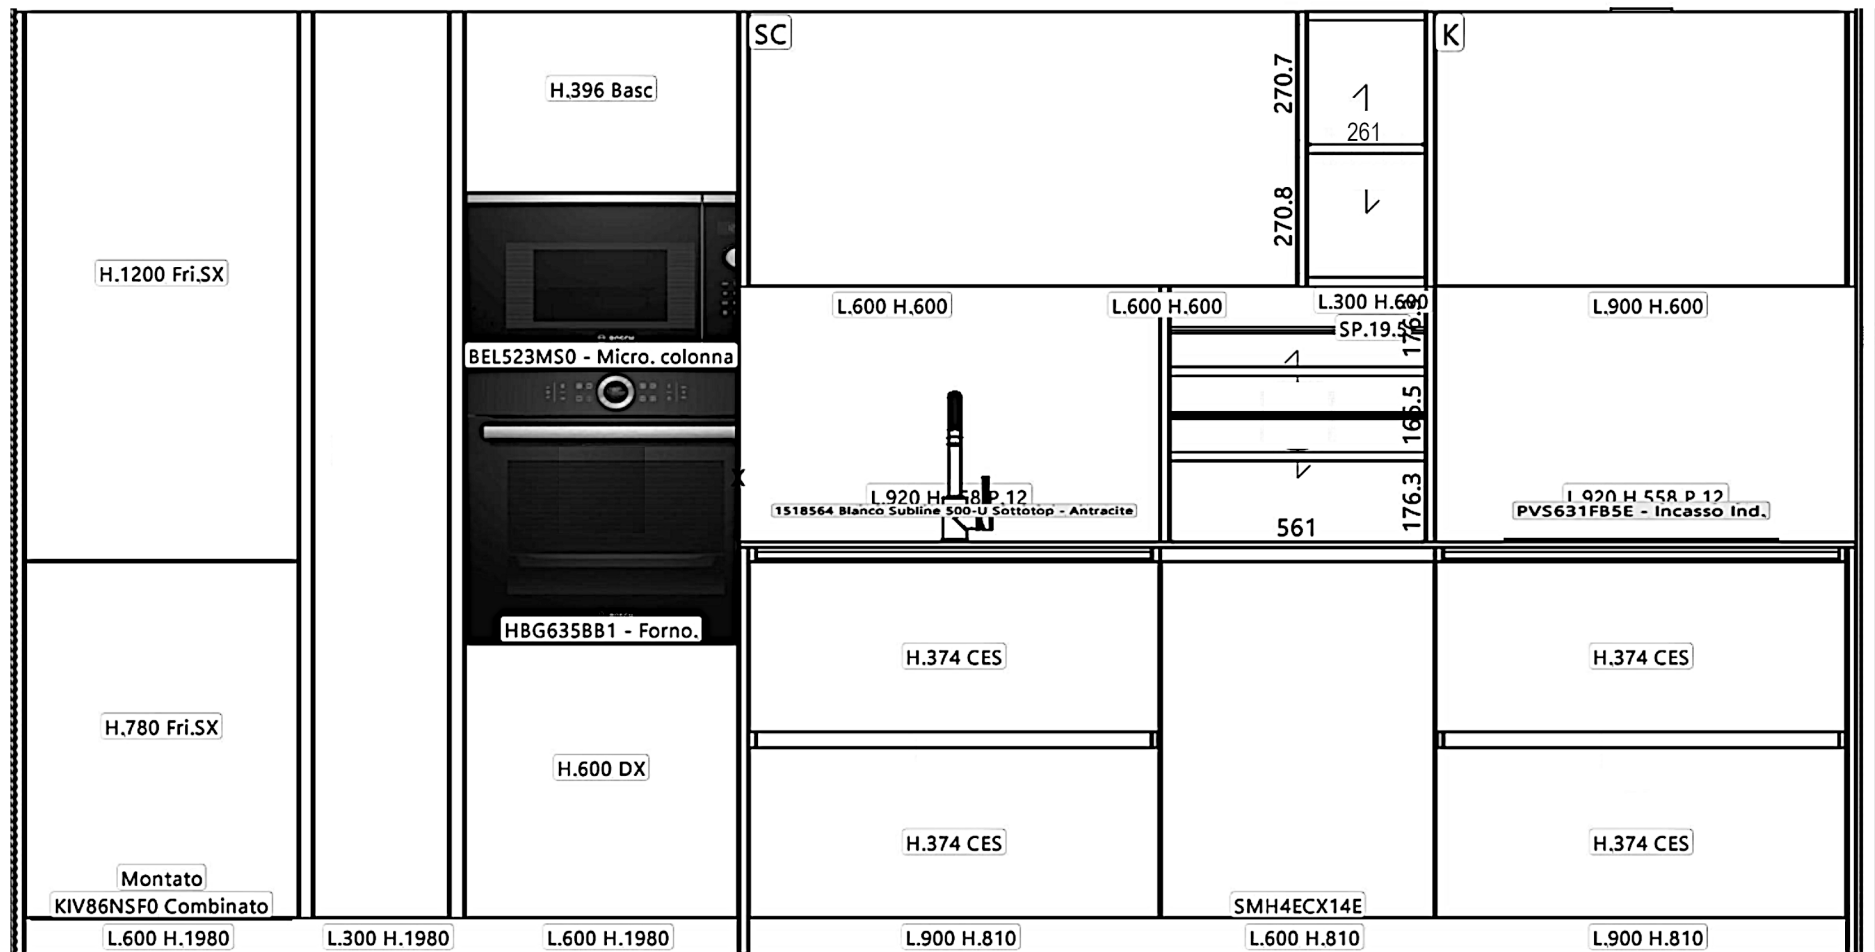 SC
K
H.396 Basc
270.7
261
270.8
H.1200 Fri.SX
L.600 H.600
L.600 H.600
L.300 H.600
L.900 H.600
SP.19.5
BEL523MS0 - Micro. colonna
176.3
561
X
1518564 Blanco Subline 500-U Sottotop - Antracite
L.920 H.558 P.12
PVS631FB5E - Incasso Ind.
HBG635BB1 - Forno.
H.374 CES
H.374 CES
H.780 Fri.SX
H.600 DX
H.374 CES
H.374 CES
Montato
KIV86NSF0 Combinato
SMH4ECX14E
L.600 H.1980
L.300 H.1980
L.600 H.1980
L.900 H.810
L.600 H.810
L.900 H.810